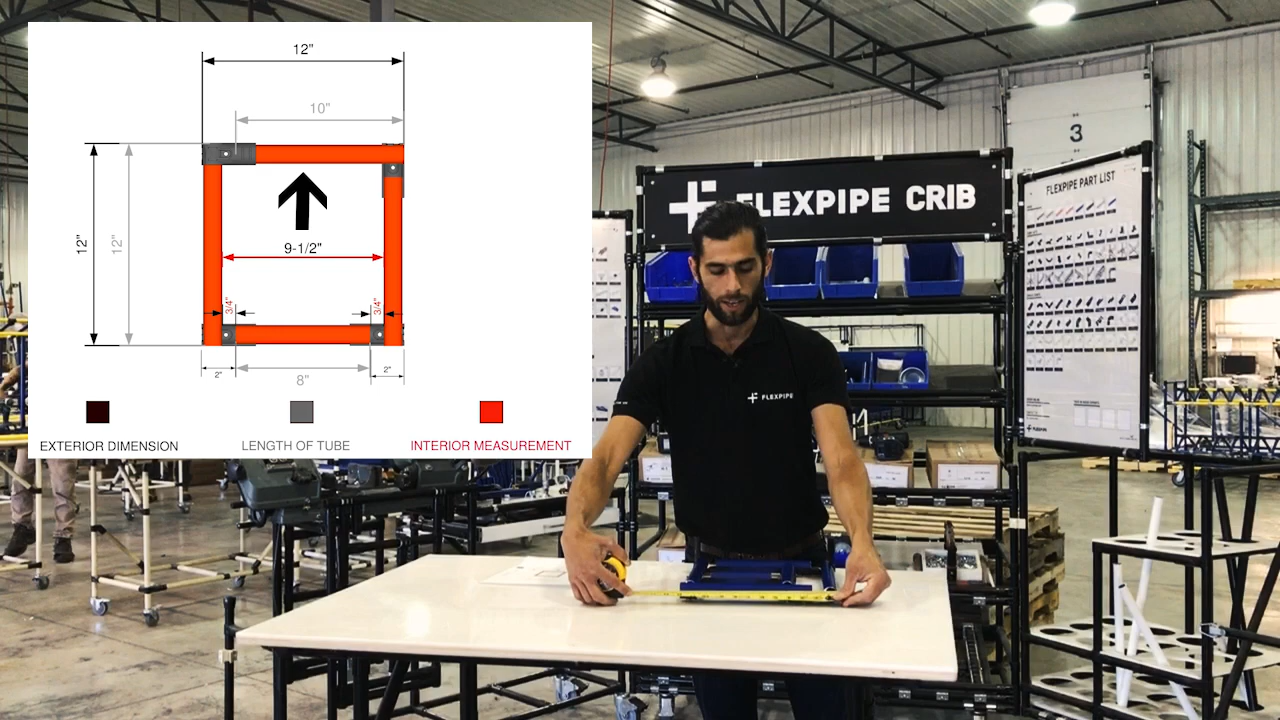 12"
10"
12"
12"
9-1/2"
3/4"
3/4"
2"
8"
2"
EXTERIOR DIMENSION
LENGTH OF TUBE
INTERIOR MEASUREMENT
3
FLEXPIPE CRIB
FLEXPIPE PART LIST
FLEXPIPE